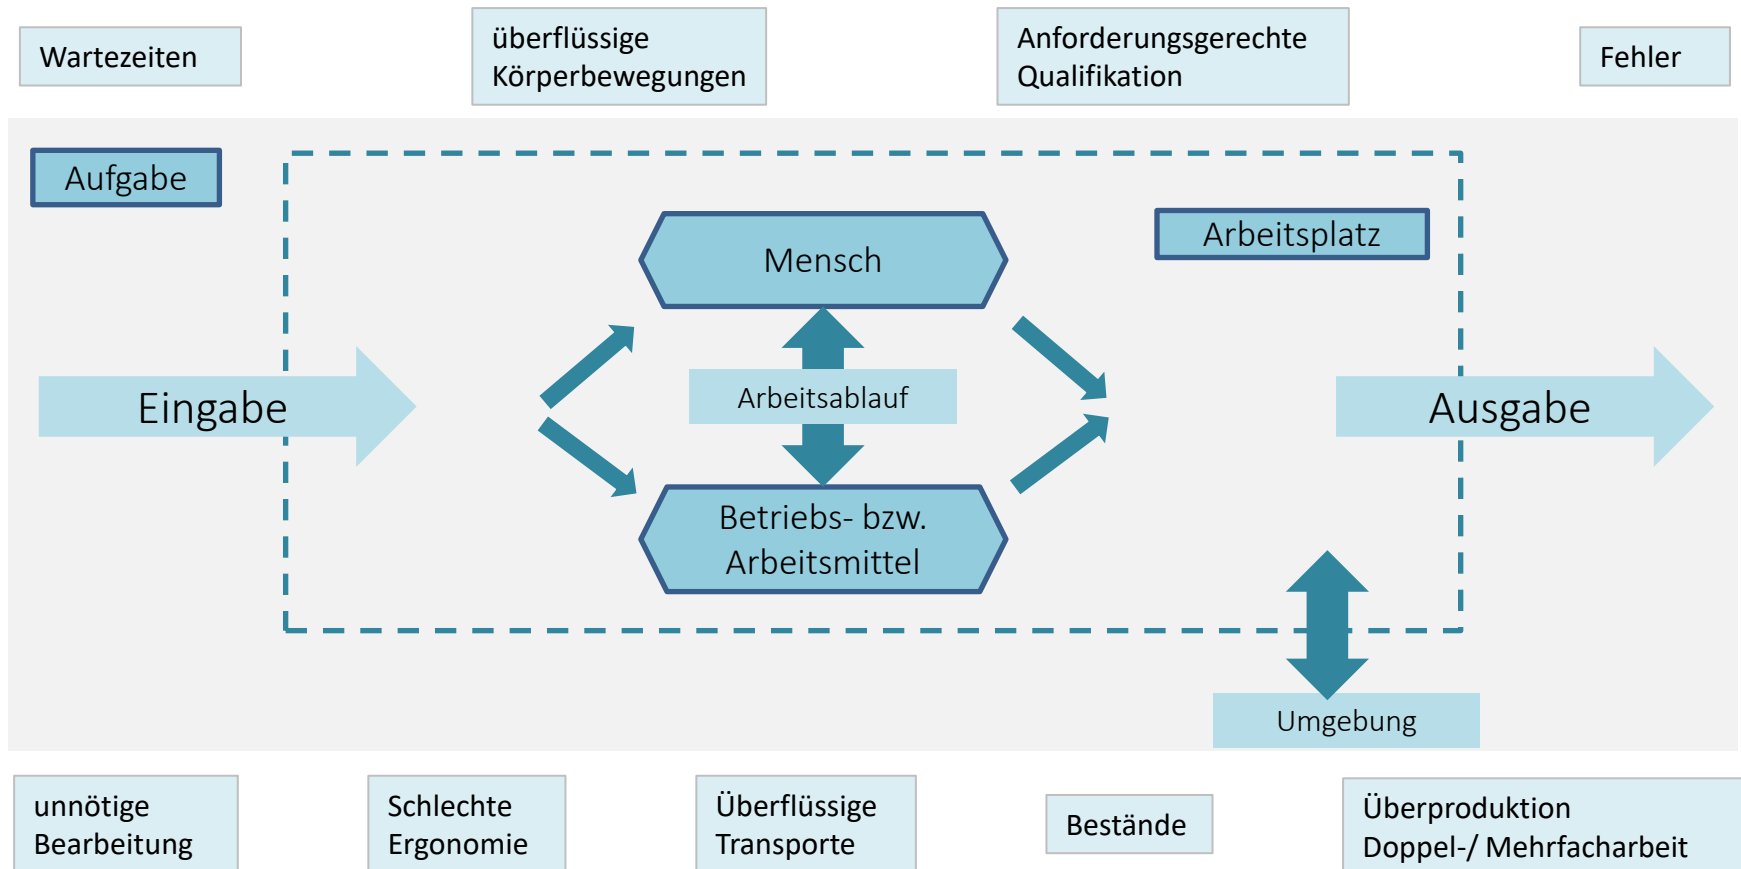 Wartezeiten
überflüssige
Körperbewegungen
Anforderungsgerechte
Qualifikation
Fehler
Aufgabe
Mensch
Arbeitsplatz
Eingabe
Arbeitsablauf
Ausgabe
Betriebs- bzw.
Arbeitsmittel
Umgebung
unnötige
Bearbeitung
Schlechte
Ergonomie
Überflüssige
Transporte
Bestände
Überproduktion
Doppel-/ Mehrfacharbeit